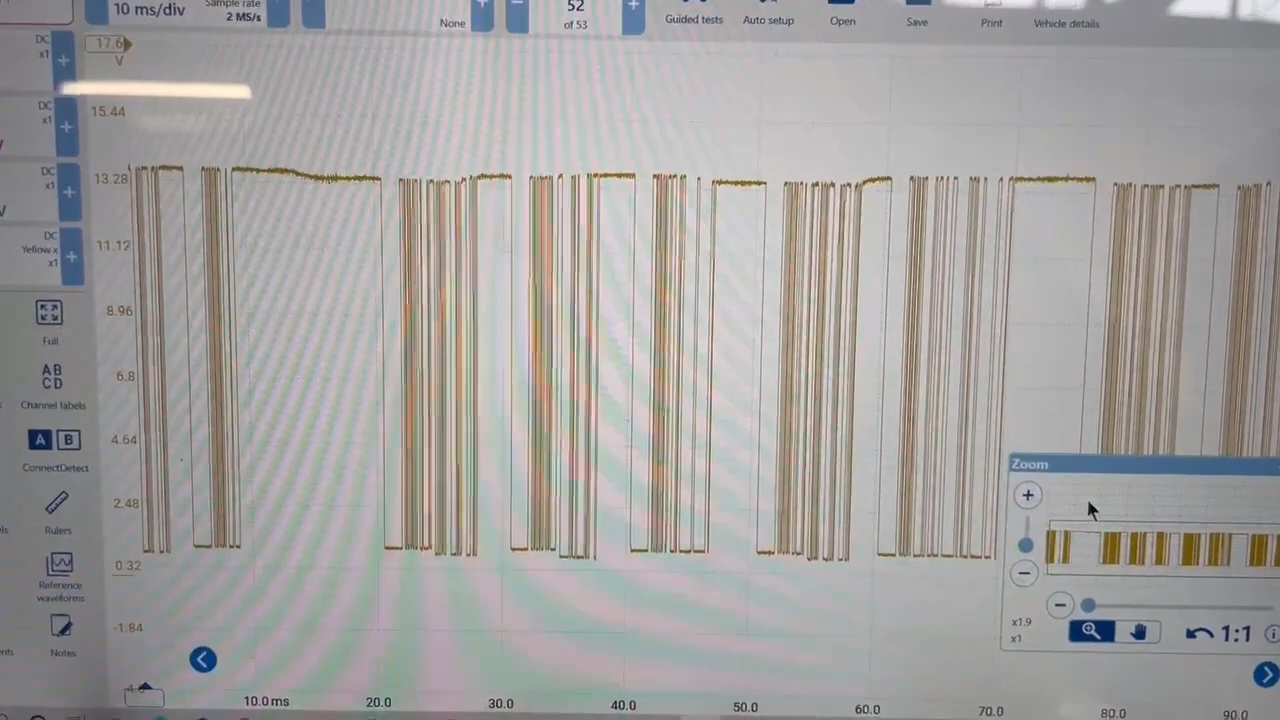 10 ms/div
Sample rate
2 MS/s
None
52
of 53
Guided tests
Auto setup
Open
Save
Print
Vehicle details
DC
x1
17.6
V
DC
x1
15.44
DC
x1
13.28
DC
Yellow x
x1
11.12
8.96
Full
6.8
AB
CD
Channel labels
A B
4.64
ConnectDetect
2.48
Rulers
0.32
Reference
waveforms
-1.84
Notes
Zoom
x1.9
x1
1:1
10.0 ms
20.0
30.0
40.0
50.0
60.0
70.0
80.0
90.0